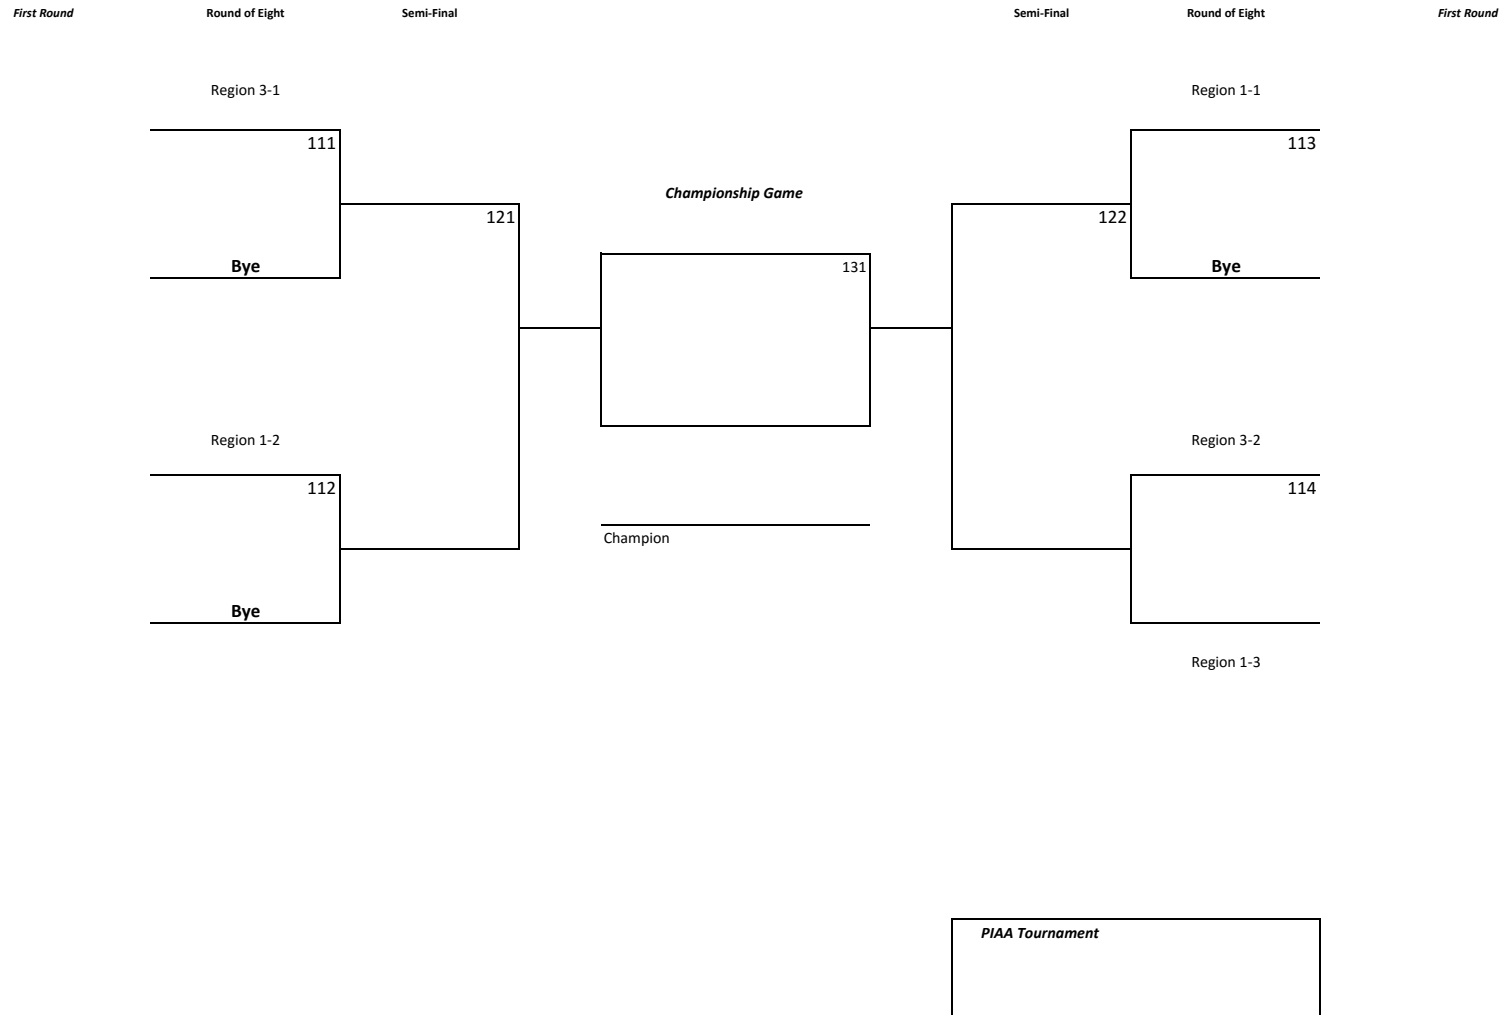 First Round Round of Eight Semi-Final Semi-Final Round of Eight First Round
Region 3-1 Region 1-1
111 113
Championship Game
121 122
Bye 131 Bye
Region 1-2 Region 3-2
112 114
Champion
Bye
Region 1-3
PIAA Tournament